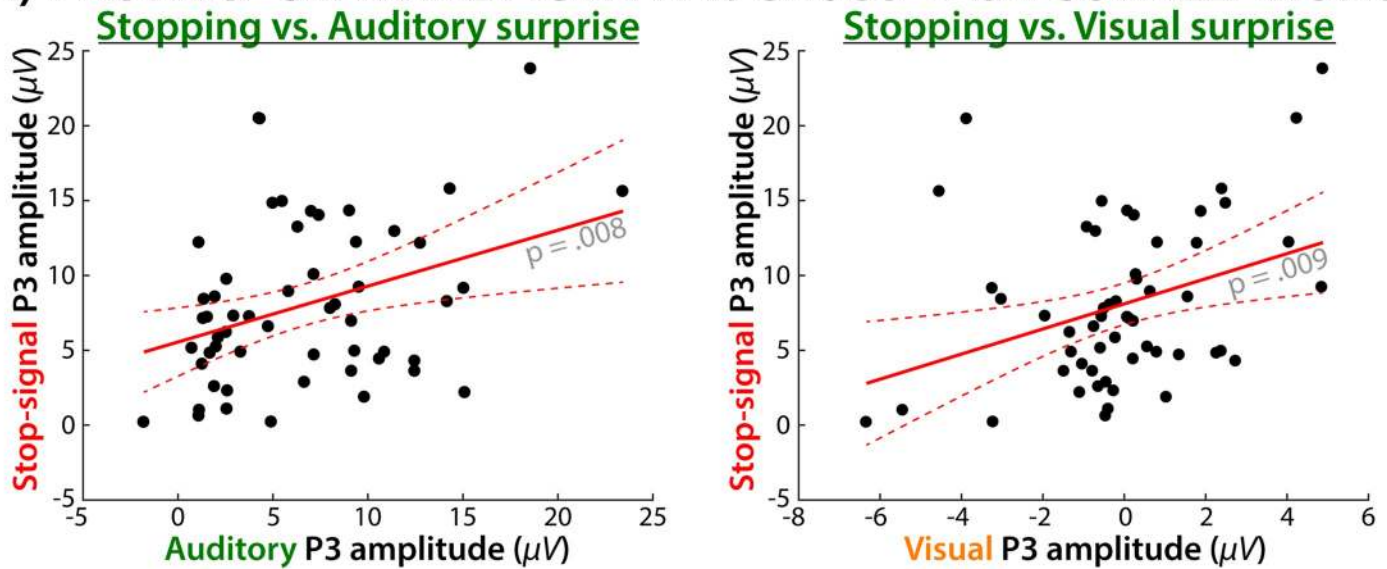 Stopping vs. Auditory surprise
Stop-signal P3 amplitude (μV)
25
20
15
10
5
0
-5
p = .008
-5 0 5 10 15 20 25
Auditory P3 amplitude (μV)
Stopping vs. Visual surprise
Stop-signal P3 amplitude (μV)
25
20
15
10
5
0
-5
p = .009
-8 -6 -4 -2 0 2 4 6
Visual P3 amplitude (μV)